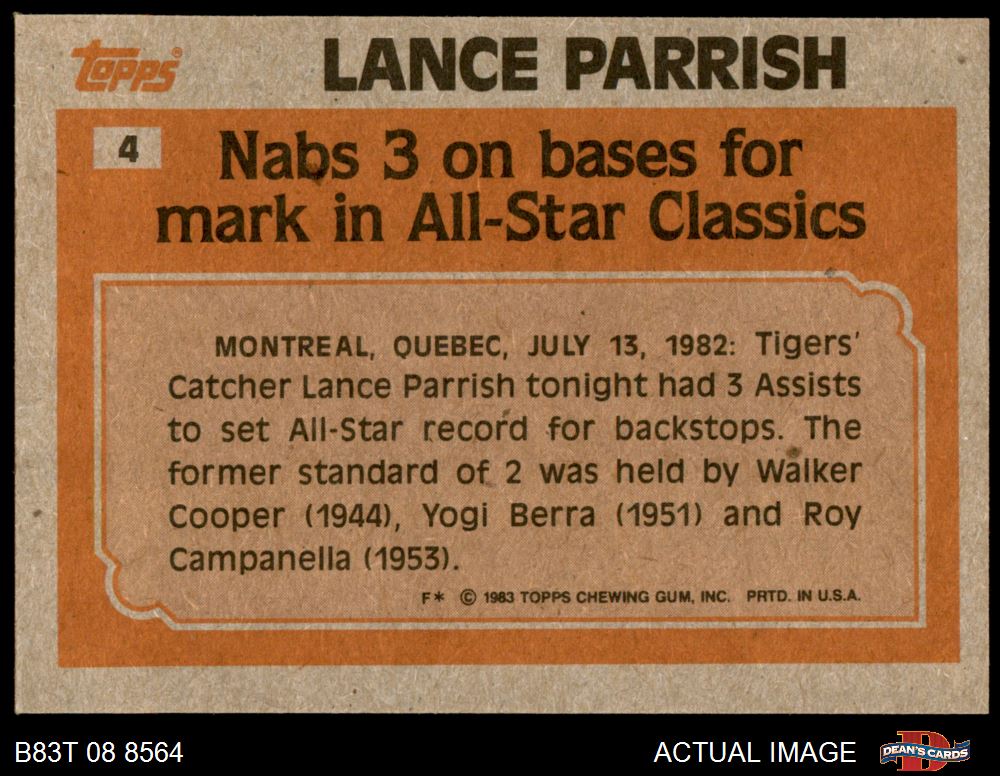 Topps®
LANCE PARRISH
4
Nabs 3 on bases for
mark in All-Star Classics
MONTREAL, QUEBEC, JULY 13, 1982: Tigers'
Catcher Lance Parrish tonight had 3 Assists
to set All-Star record for backstops. The
former standard of 2 was held by Walker
Cooper (1944), Yogi Berra (1951) and Roy
Campanella (1953).
F* © 1983 TOPPS CHEWING GUM, INC. PRTD. IN U.S.A.
B83T 08 8564
ACTUAL IMAGE
D DEAN'S CARDS